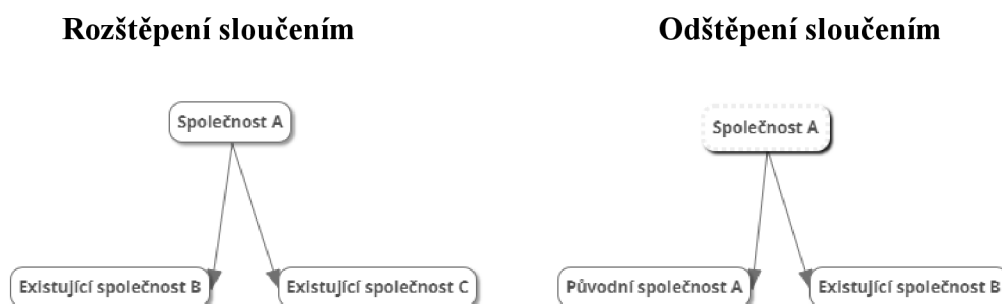 Rozštěpení sloučením
Odštěpení sloučením
Společnost A
Společnost A
Existující společnost B
Existující společnost C
Původní společnost A
Existující společnost B